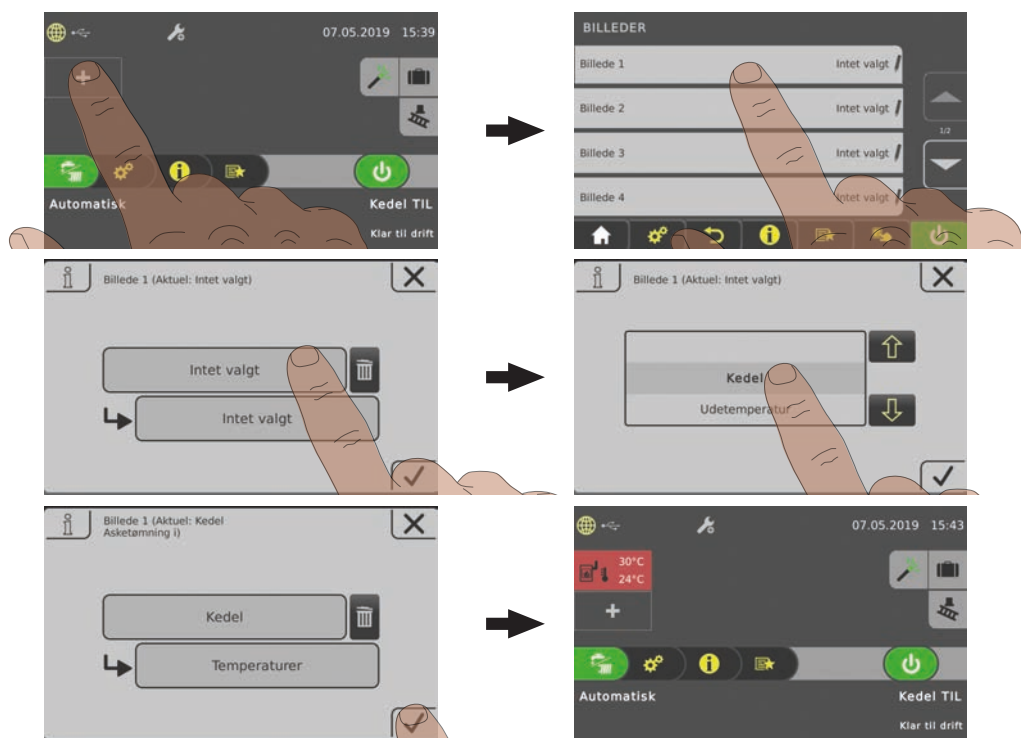 07.05.2019 15:39
Automatisk
Kedel TIL
Klar til drift
BILLEDER
Billede 1 Intet valgt
Billede 2 Intet valgt
1/2
Billede 3 Intet valgt
Billede 4 Intet valgt
Billede 1 (Aktuel: Intet valgt)
Intet valgt
Intet valgt
Billede 1 (Aktuel: Intet valgt)
Kedel
Udetemperatur
Billede 1 (Aktuel: Kedel
Asketømning i)
Kedel
Temperaturer
07.05.2019 15:43
30°C
24°C
Automatisk
Kedel TIL
Klar til drift